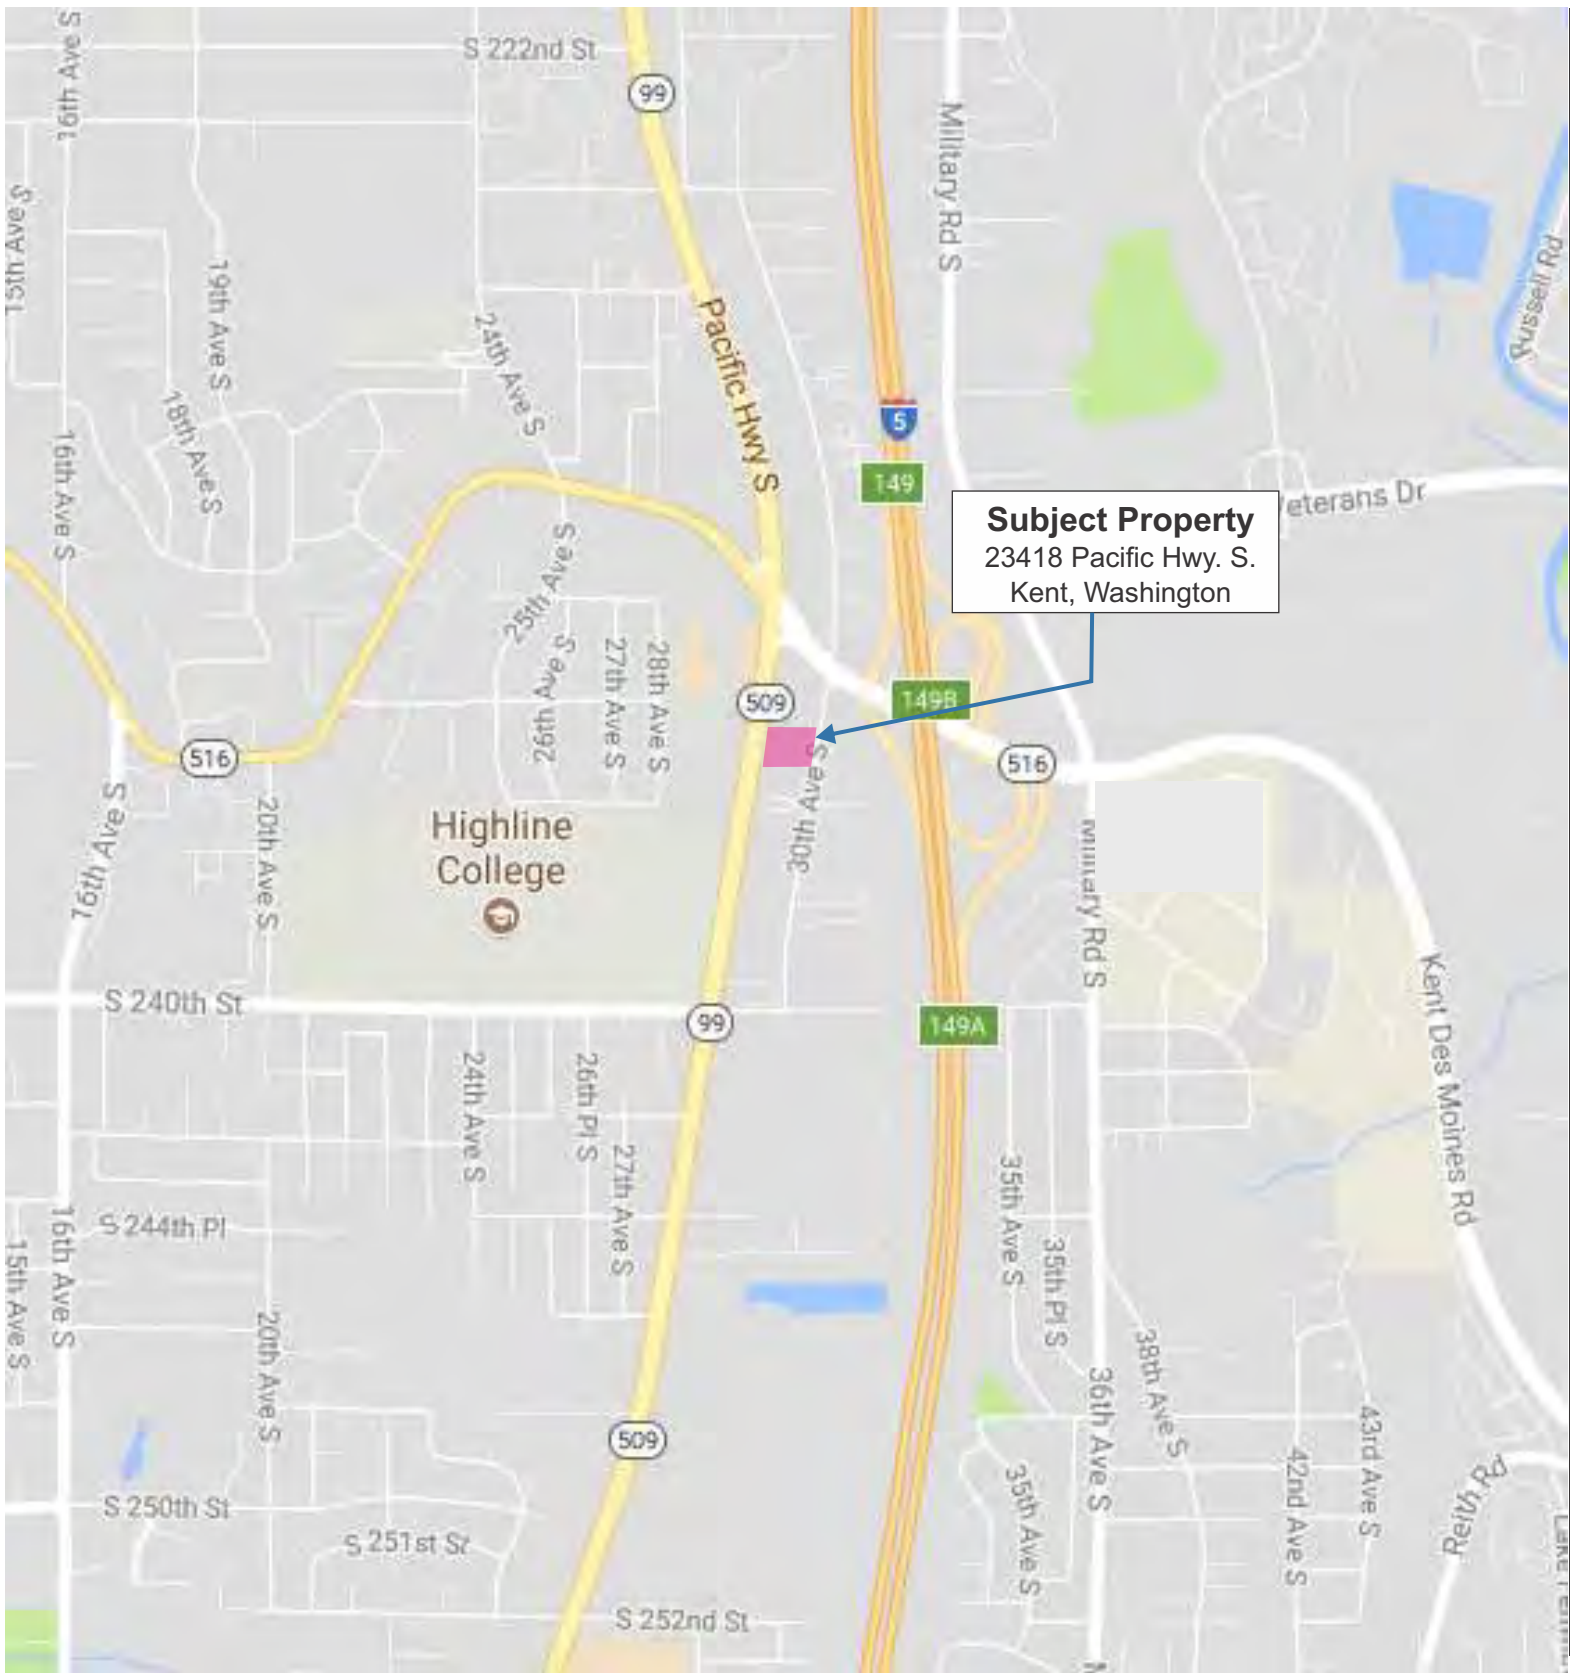 S 222nd St
16th Ave S
99
Military Rd S
15th Ave S
19th Ave S
Russell Rd
24th Ave S
Pacific Hwy S
18th Ave S
5
16th Ave S
149
Subject Property
23418 Pacific Hwy. S.
Kent, Washington
eterans Dr
25th Ave S
26th Ave S
27th Ave S
28th Ave S
509
149B
516
516
30th Ave S
16th Ave S
20th Ave S
Highline
College
Military Rd S
S 240th St
99
149A
Kent Des Moines Rd
24th Ave S
26th Pl S
27th Ave S
35th Ave S
S 244th Pl
16th Ave S
15th Ave S
35th Pl S
20th Ave S
38th Ave S
36th Ave S
43rd Ave S
509
42nd Ave S
35th Ave S
Reith Rd
S 250th St
S 251st St
S 252nd St